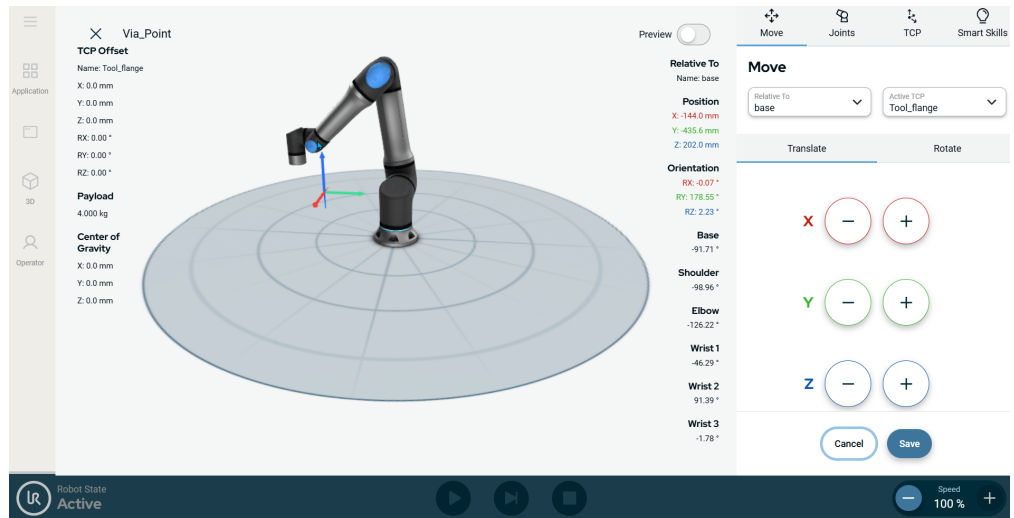 Via_Point
TCP Offset
Name: Tool_flange
X: 0.0 mm
Y: 0.0 mm
Z: 0.0 mm
RX: 0.00 °
RY: 0.00 °
RZ: 0.00 °
Payload
4.000 kg
Center of
Gravity
X: 0.0 mm
Y: 0.0 mm
Z: 0.0 mm
Application
3D
Operator
Preview
Relative To
Name: base
Position
X: -144.0 mm
Y: -435.6 mm
Z: 202.0 mm
Orientation
RX: -0.07 °
RY: 178.55 °
RZ: 2.23 °
Base
-91.71 °
Shoulder
-98.96 °
Elbow
-126.22 °
Wrist 1
-46.29 °
Wrist 2
91.39 °
Wrist 3
-1.78 °
Move Joints TCP Smart Skills
Move
Relative To
base
Active TCP
Tool_flange
Translate Rotate
X − +
Y − +
Z − +
Cancel Save
UR
Robot State
Active
Speed
− 100 % +